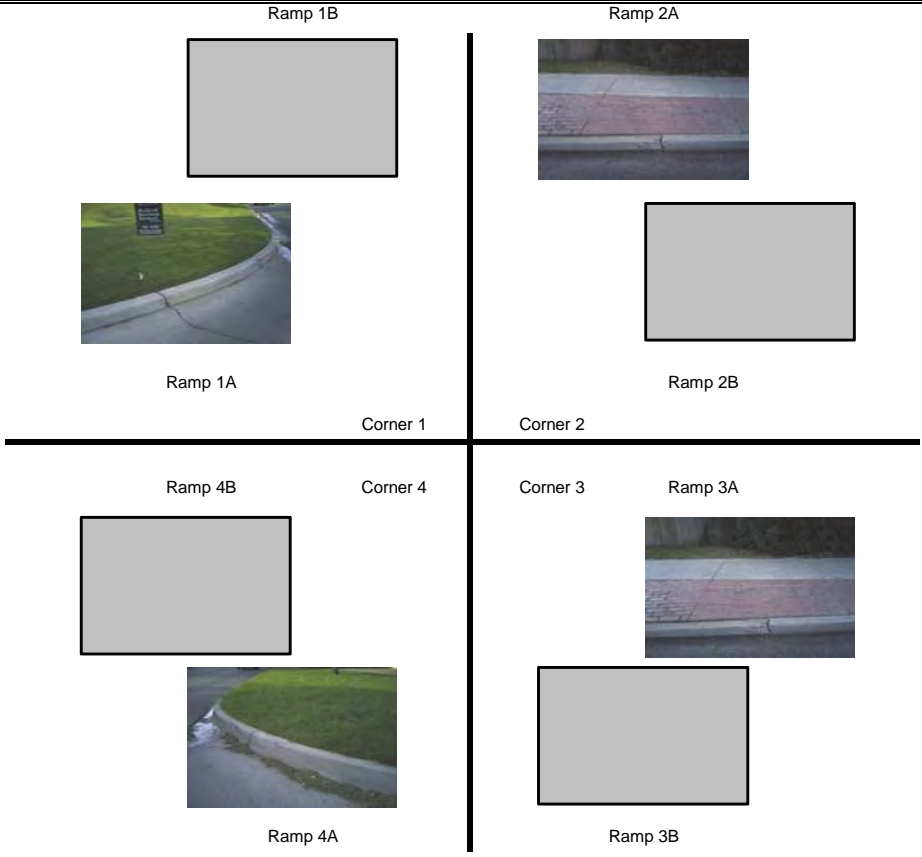 Ramp 1B Ramp 2A
Ramp 1A Ramp 2B
Corner 1 Corner 2
Ramp 4B Corner 4 Corner 3 Ramp 3A
Ramp 4A Ramp 3B